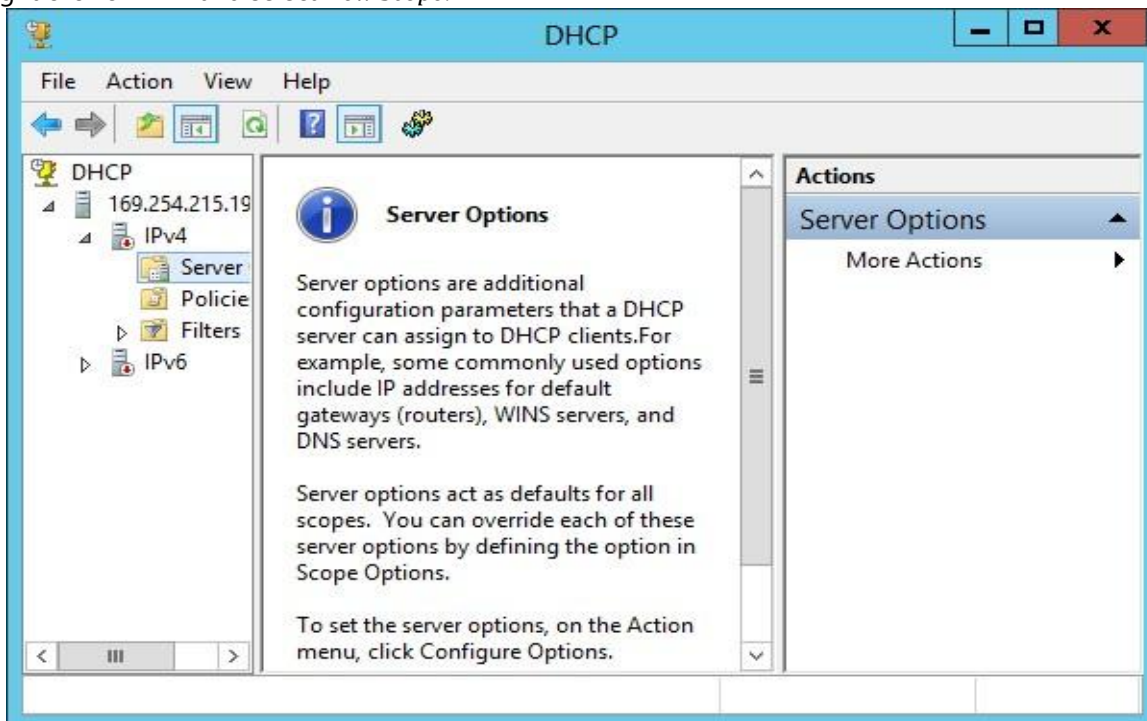 DHCP
File Action View Help
DHCP
169.254.215.19
IPv4
Server
Policie
Filters
IPv6
Server Options
Server options are additional
configuration parameters that a DHCP
server can assign to DHCP clients.For
example, some commonly used options
include IP addresses for default
gateways (routers), WINS servers, and
DNS servers.
Server options act as defaults for all
scopes. You can override each of these
server options by defining the option in
Scope Options.
To set the server options, on the Action
menu, click Configure Options.
Actions
Server Options
More Actions